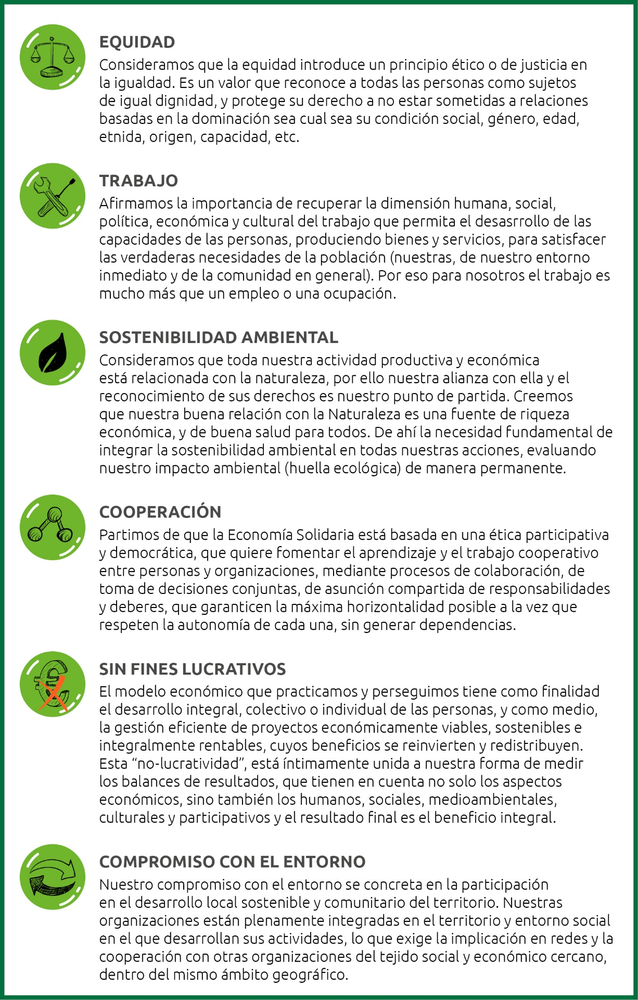 EQUIDAD
Consideramos que la equidad introduce un principio ético o de justicia en
la igualdad. Es un valor que reconoce a todas las personas como sujetos
de igual dignidad, y protege su derecho a no estar sometidas a relaciones
basadas en la dominación sea cual sea su condición social, género, edad,
etnida, origen, capacidad, etc.
TRABAJO
Afirmamos la importancia de recuperar la dimensión humana, social,
política, económica y cultural del trabajo que permita el desasrrollo de las
capacidades de las personas, produciendo bienes y servicios, para satisfacer
las verdaderas necesidades de la población (nuestras, de nuestro entorno
inmediato y de la comunidad en general). Por eso para nosotros el trabajo es
mucho más que un empleo o una ocupación.
SOSTENIBILIDAD AMBIENTAL
Consideramos que toda nuestra actividad productiva y económica
está relacionada con la naturaleza, por ello nuestra alianza con ella y el
reconocimiento de sus derechos es nuestro punto de partida. Creemos
que nuestra buena relación con la Naturaleza es una fuente de riqueza
económica, y de buena salud para todos. De ahí la necesidad fundamental de
integrar la sostenibilidad ambiental en todas nuestras acciones, evaluando
nuestro impacto ambiental (huella ecológica) de manera permanente.
COOPERACIÓN
Partimos de que la Economía Solidaria está basada en una ética participativa
y democrática, que quiere fomentar el aprendizaje y el trabajo cooperativo
entre personas y organizaciones, mediante procesos de colaboración, de
toma de decisiones conjuntas, de asunción compartida de responsabilidades
y deberes, que garanticen la máxima horizontalidad posible a la vez que
respeten la autonomía de cada una, sin generar dependencias.
SIN FINES LUCRATIVOS
El modelo económico que practicamos y perseguimos tiene como finalidad
el desarrollo integral, colectivo o individual de las personas, y como medio,
la gestión eficiente de proyectos económicamente viables, sostenibles e
integralmente rentables, cuyos beneficios se reinvierten y redistribuyen.
Esta “no-lucratividad”, está íntimamente unida a nuestra forma de medir
los balances de resultados, que tienen en cuenta no solo los aspectos
económicos, sino también los humanos, sociales, medioambientales,
culturales y participativos y el resultado final es el beneficio integral.
COMPROMISO CON EL ENTORNO
Nuestro compromiso con el entorno se concreta en la participación
en el desarrollo local sostenible y comunitario del territorio. Nuestras
organizaciones están plenamente integradas en el territorio y entorno social
en el que desarrollan sus actividades, lo que exige la implicación en redes y la
cooperación con otras organizaciones del tejido social y económico cercano,
dentro del mismo ámbito geográfico.